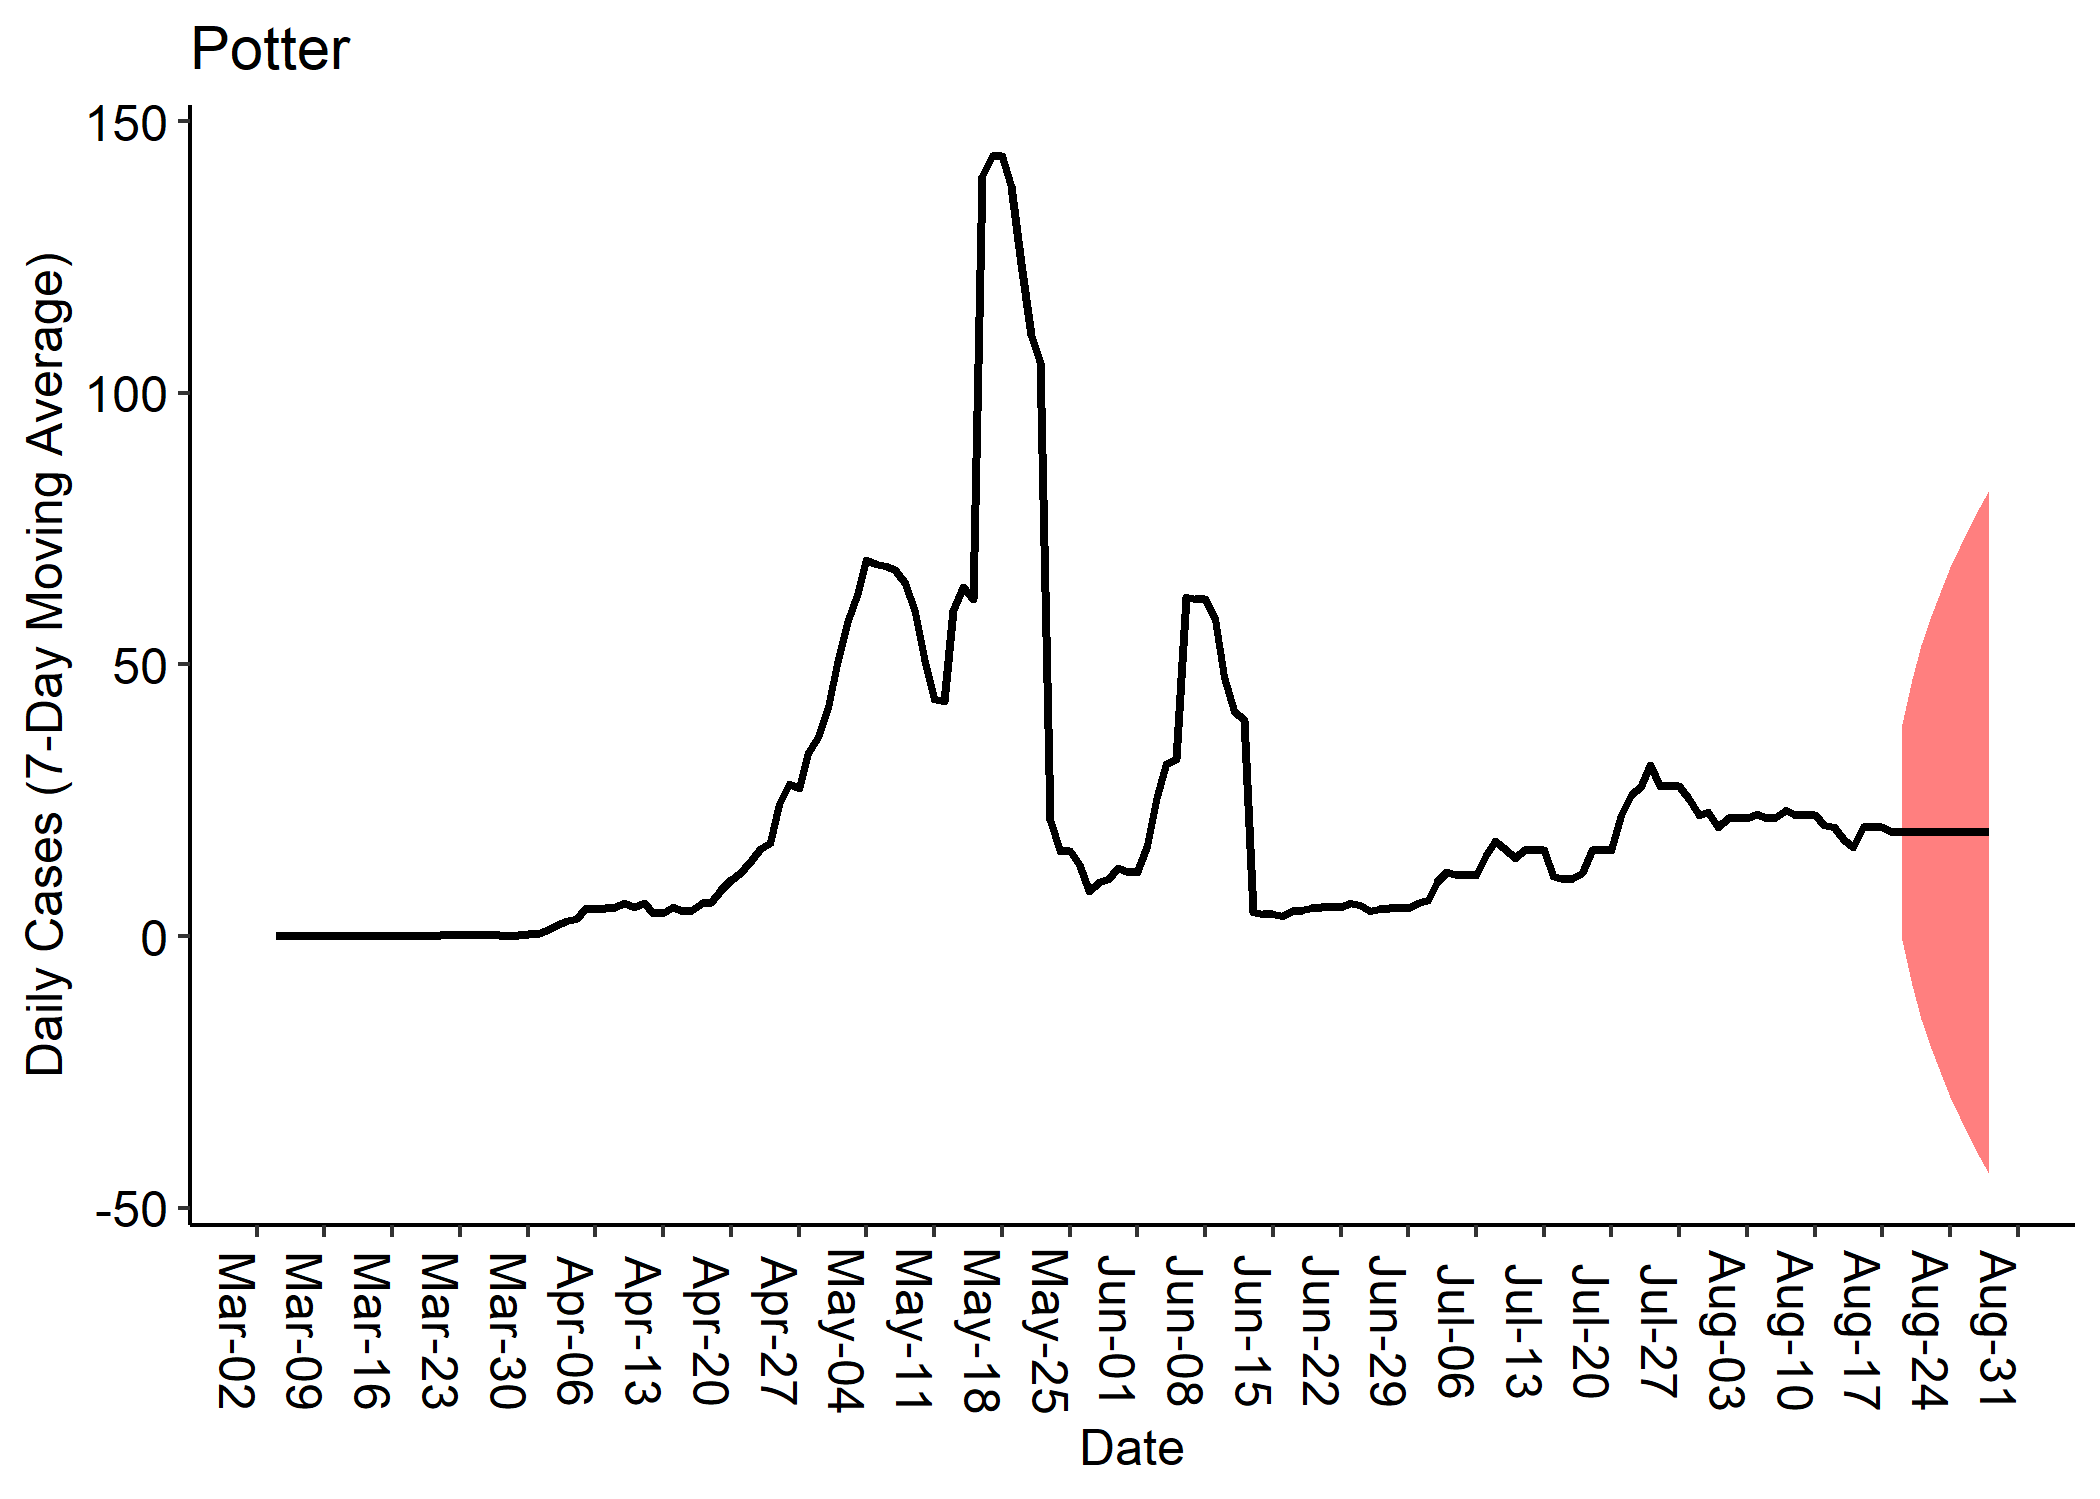 Potter
Daily Cases (7-Day Moving Average)
150
100
50
0
-50
Mar-02
Mar-09
Mar-16
Mar-23
Mar-30
Apr-06
Apr-13
Apr-20
Apr-27
May-04
May-11
May-18
May-25
Jun-01
Jun-08
Jun-15
Jun-22
Jun-29
Jul-06
Jul-13
Jul-20
Jul-27
Aug-03
Aug-10
Aug-17
Aug-24
Aug-31
Date